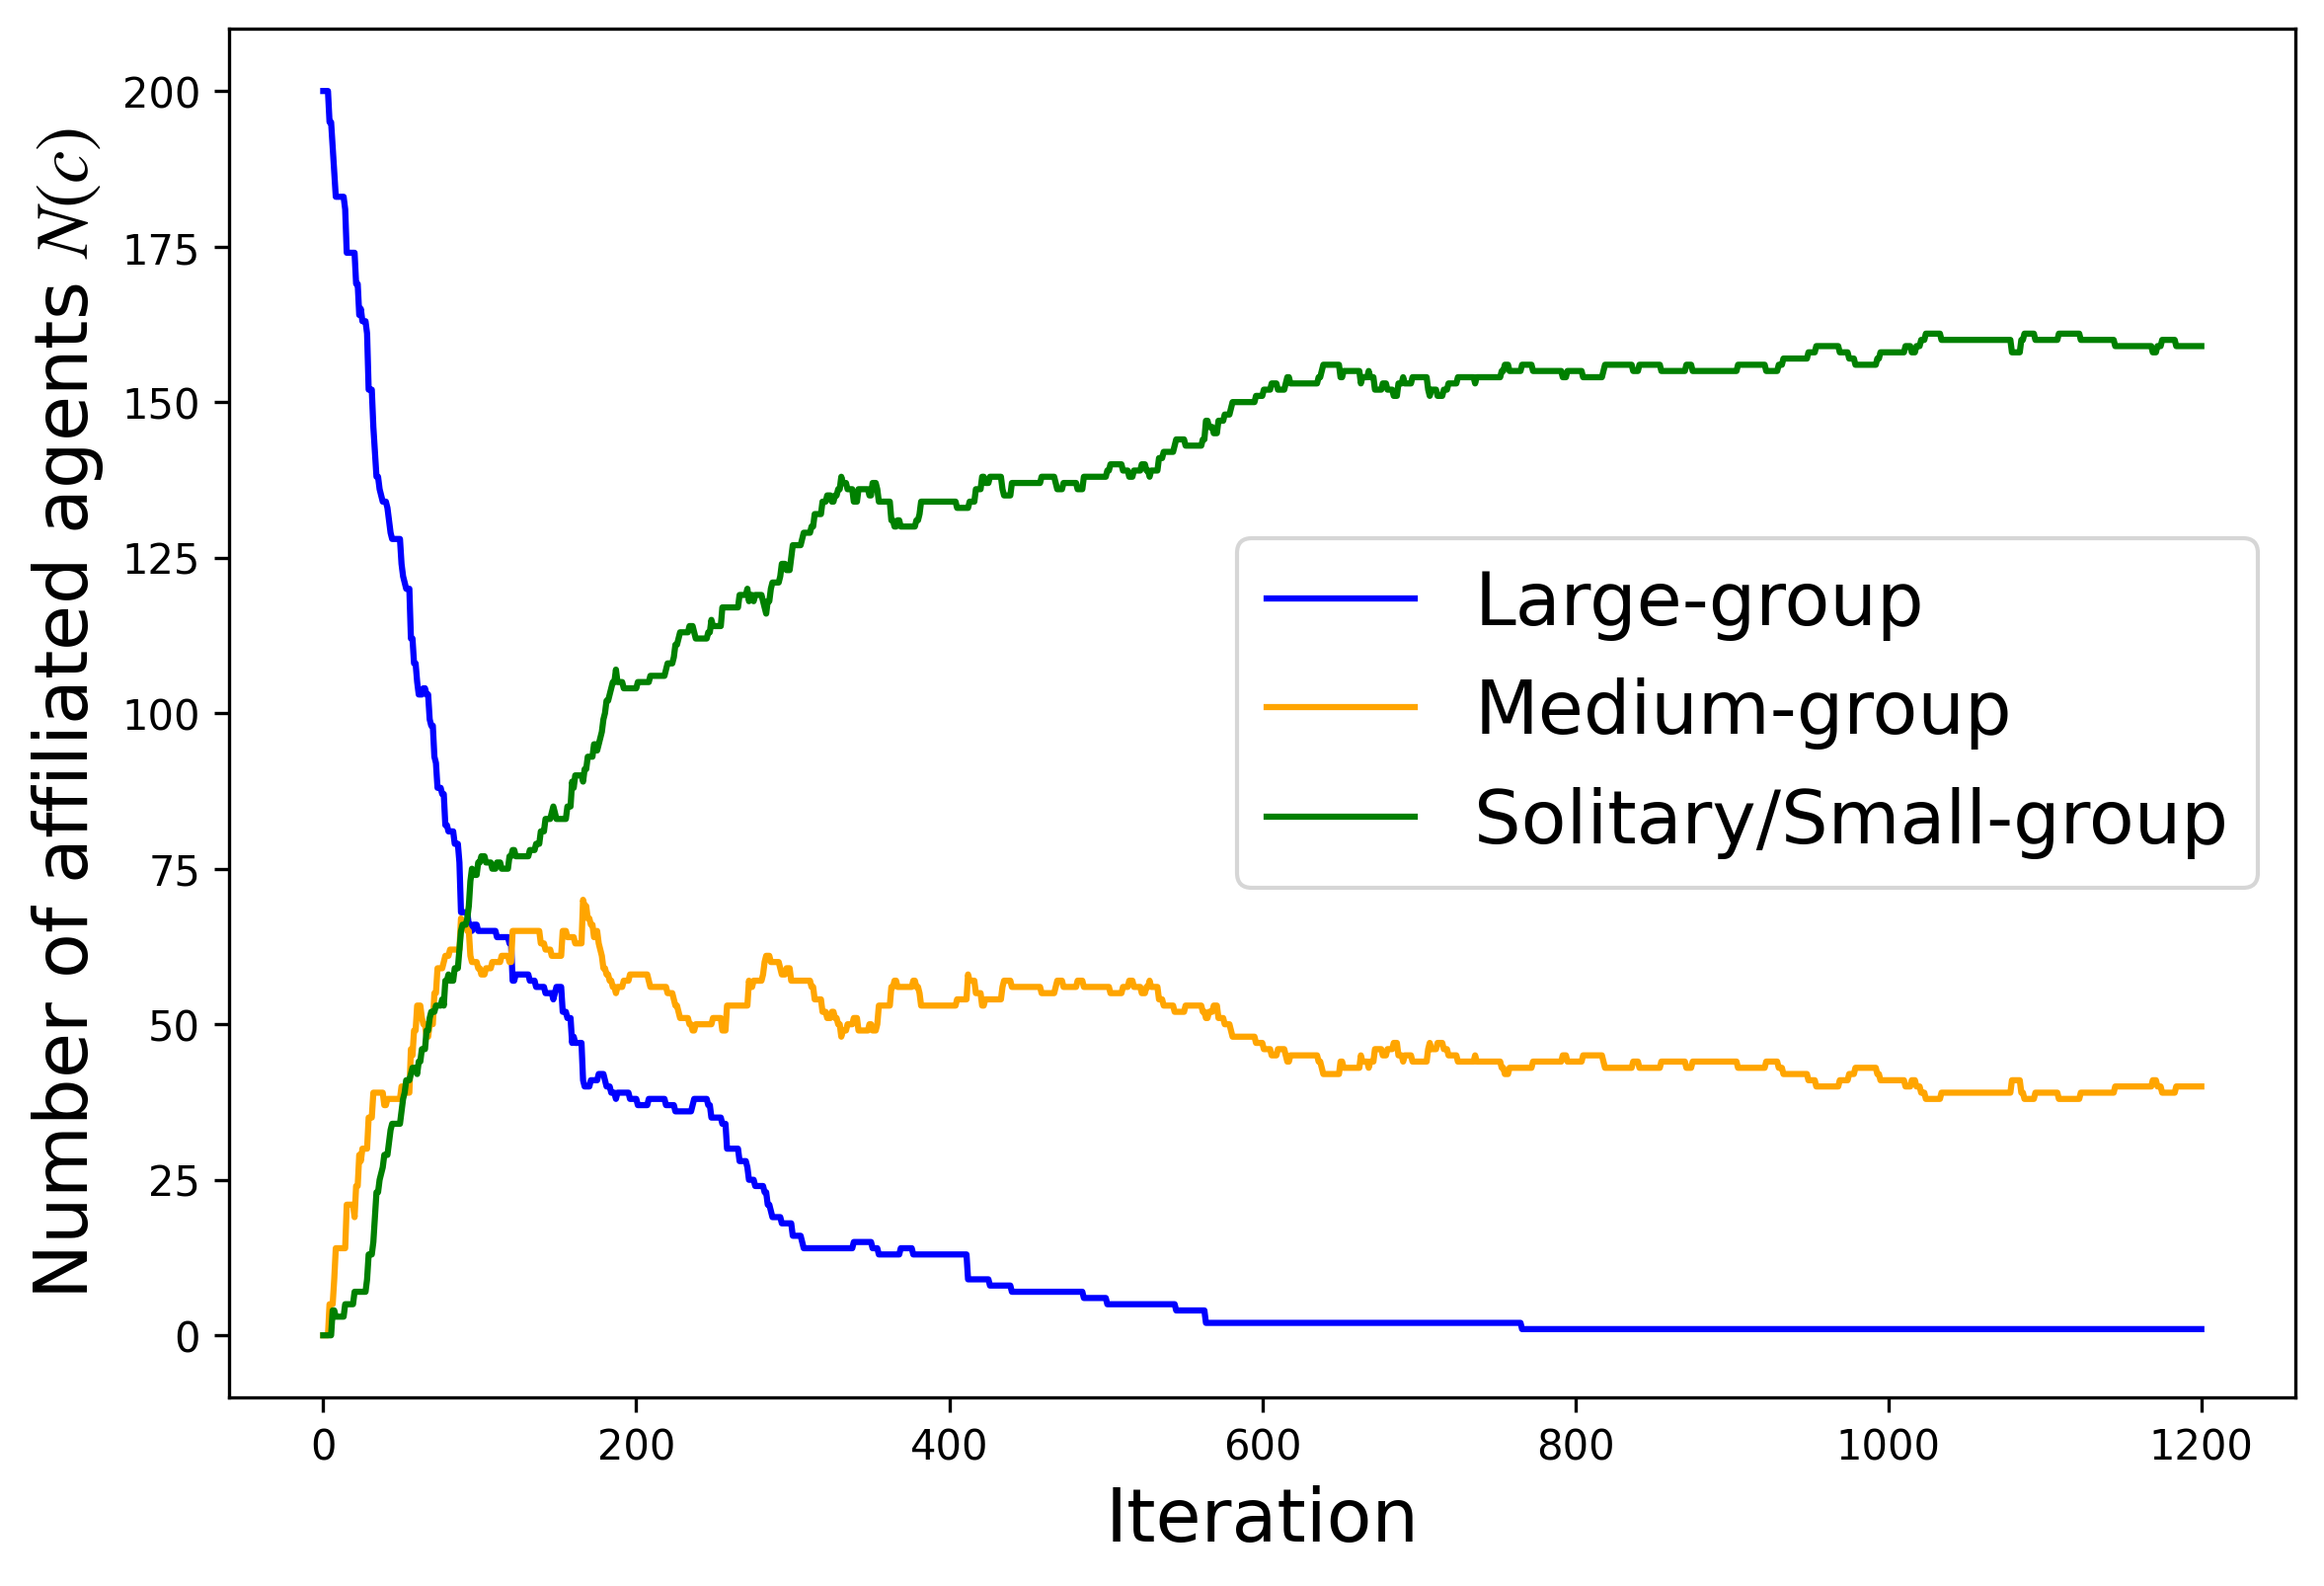 Number of affiliated agents N(c)
200
175
150
125
100
75
50
25
0
Large-group
Medium-group
Solitary/Small-group
0 200 400 600 800 1000 1200
Iteration